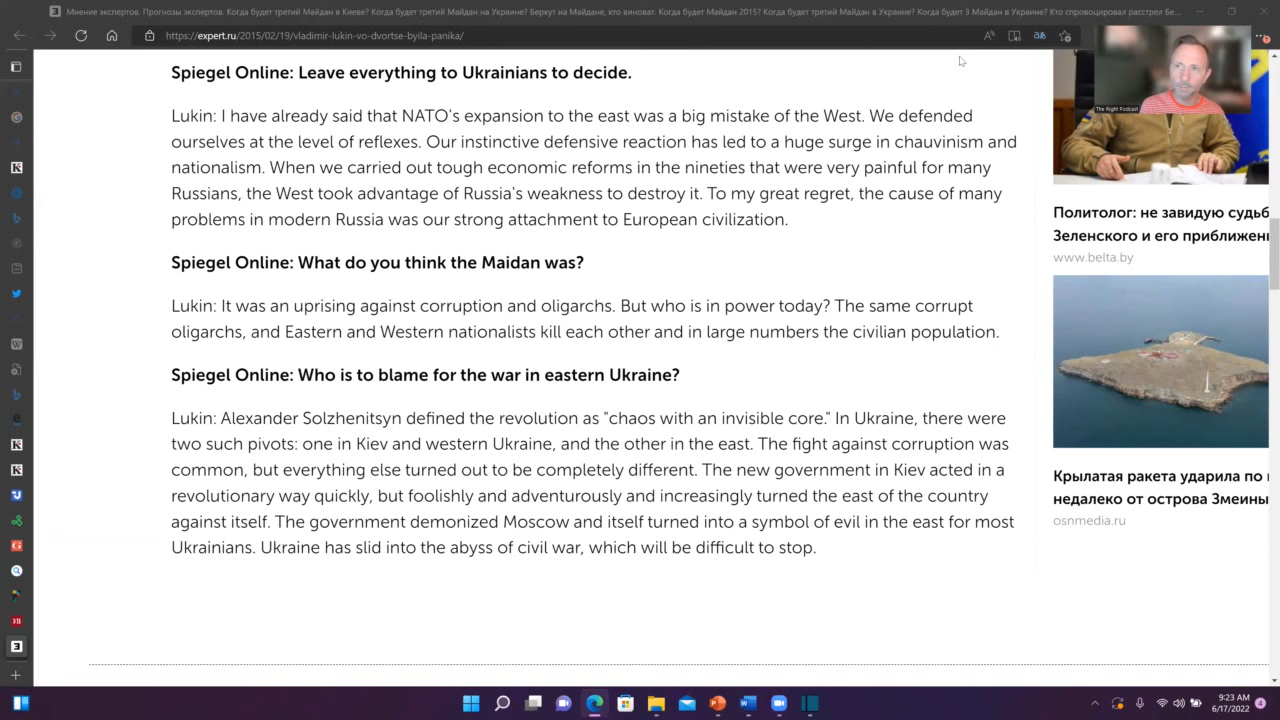 Мнение экспертов. Прогнозы экспертов. Когда будет третий Майдан в Киеве? Когда будет третий Майдан на Украине? Беркут на Майдане, кто виноват. Когда будет Майдан 2015? Когда будет третий Майдан в Украине? Когда будет 3 Майдан в Украине? Кто спровоцировал расстрел Бе...
https://expert.ru/2015/02/19/vladimir-lukin-vo-dvortse-byila-panika/
Spiegel Online: Leave everything to Ukrainians to decide.
Lukin: I have already said that NATO's expansion to the east was a big mistake of the West. We defended
ourselves at the level of reflexes. Our instinctive defensive reaction has led to a huge surge in chauvinism and
nationalism. When we carried out tough economic reforms in the nineties that were very painful for many
Russians, the West took advantage of Russia's weakness to destroy it. To my great regret, the cause of many
problems in modern Russia was our strong attachment to European civilization.
Spiegel Online: What do you think the Maidan was?
Lukin: It was an uprising against corruption and oligarchs. But who is in power today? The same corrupt
oligarchs, and Eastern and Western nationalists kill each other and in large numbers the civilian population.
Spiegel Online: Who is to blame for the war in eastern Ukraine?
Lukin: Alexander Solzhenitsyn defined the revolution as "chaos with an invisible core." In Ukraine, there were
two such pivots: one in Kiev and western Ukraine, and the other in the east. The fight against corruption was
common, but everything else turned out to be completely different. The new government in Kiev acted in a
revolutionary way quickly, but foolishly and adventurously and increasingly turned the east of the country
against itself. The government demonized Moscow and itself turned into a symbol of evil in the east for most
Ukrainians. Ukraine has slid into the abyss of civil war, which will be difficult to stop.
The Right Podcast
Политолог: не завидую судьб
Зеленского и его приближен
www.belta.by
Крылатая ракета ударила по
недалеко от острова Змеины
osnmedia.ru
9:23 AM
6/17/2022